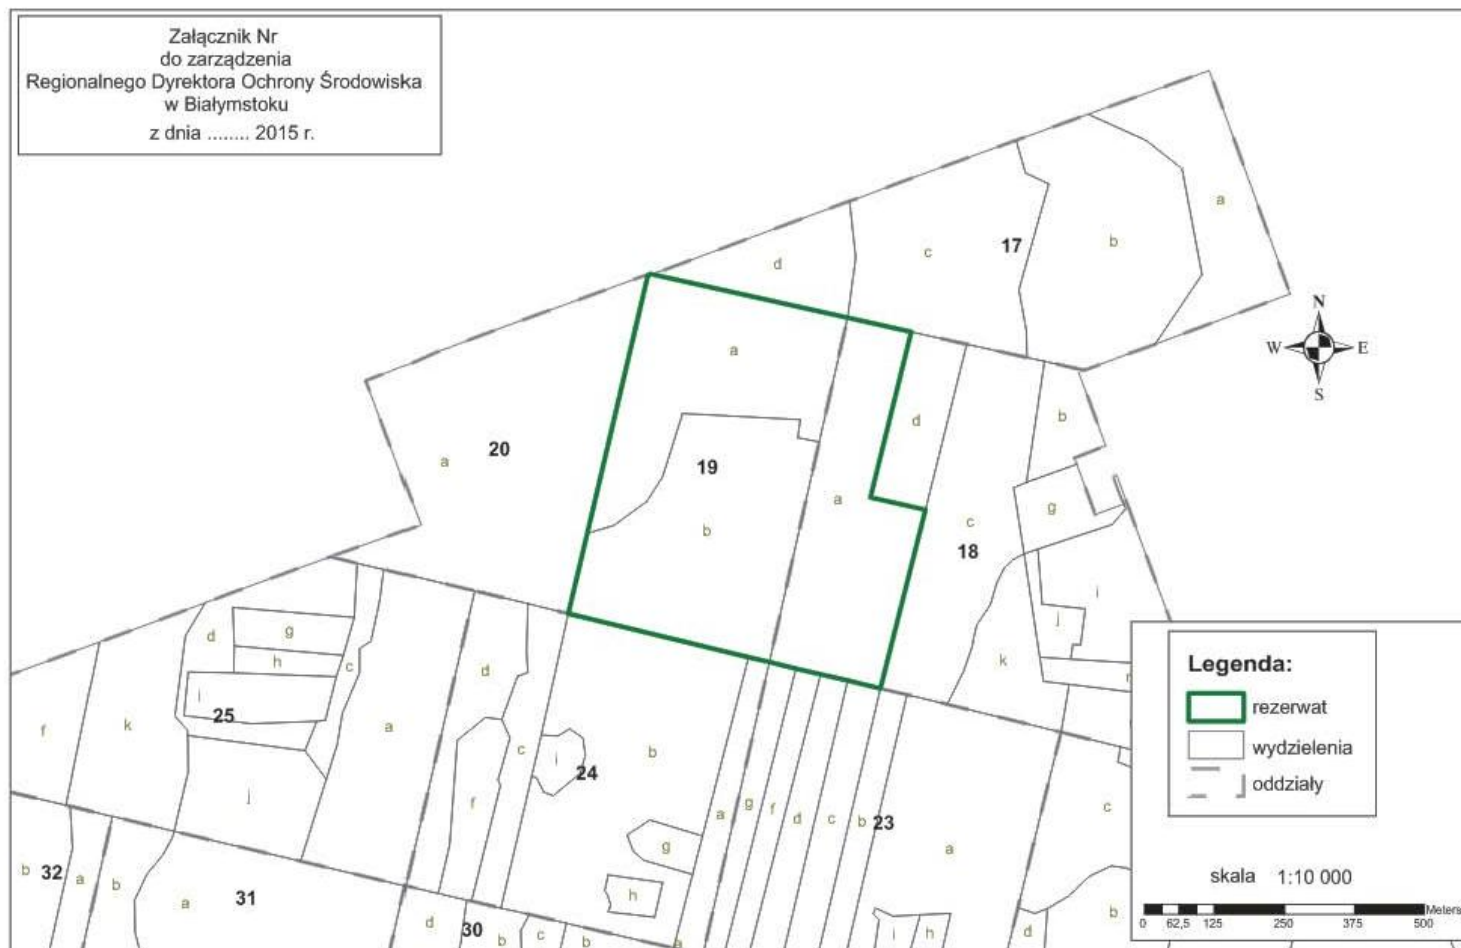 Załącznik Nr
do zarządzenia
Regionalnego Dyrektora Ochrony Środowiska
w Białymstoku
z dnia ........ 2015 r.
a
d
c
17
b
N
W E
S
a
20
a
19
b
a
d
b
c
18
g
i
j
k
d
g
h
c
i
25
f
k
a
j
d
c
i
24
b
f
g
h
a
g
f
d
c
b
23
a
c
b
b
32
a
b
a
31
d
30
b
c
b
a
i
h
d
Legenda:
rezerwat
wydzielenia
oddziały
skala 1:10 000
Meters
0 62,5 125 250 375 500